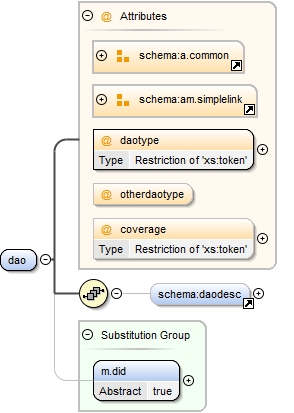 @ Attributes
schema:a.common
schema:am.simplelink
@ daotype
Type Restriction of 'xs:token'
@ otherdaotype
@ coverage
Type Restriction of 'xs:token'
dao
schema:daodesc
Substitution Group
m.did
Abstract true